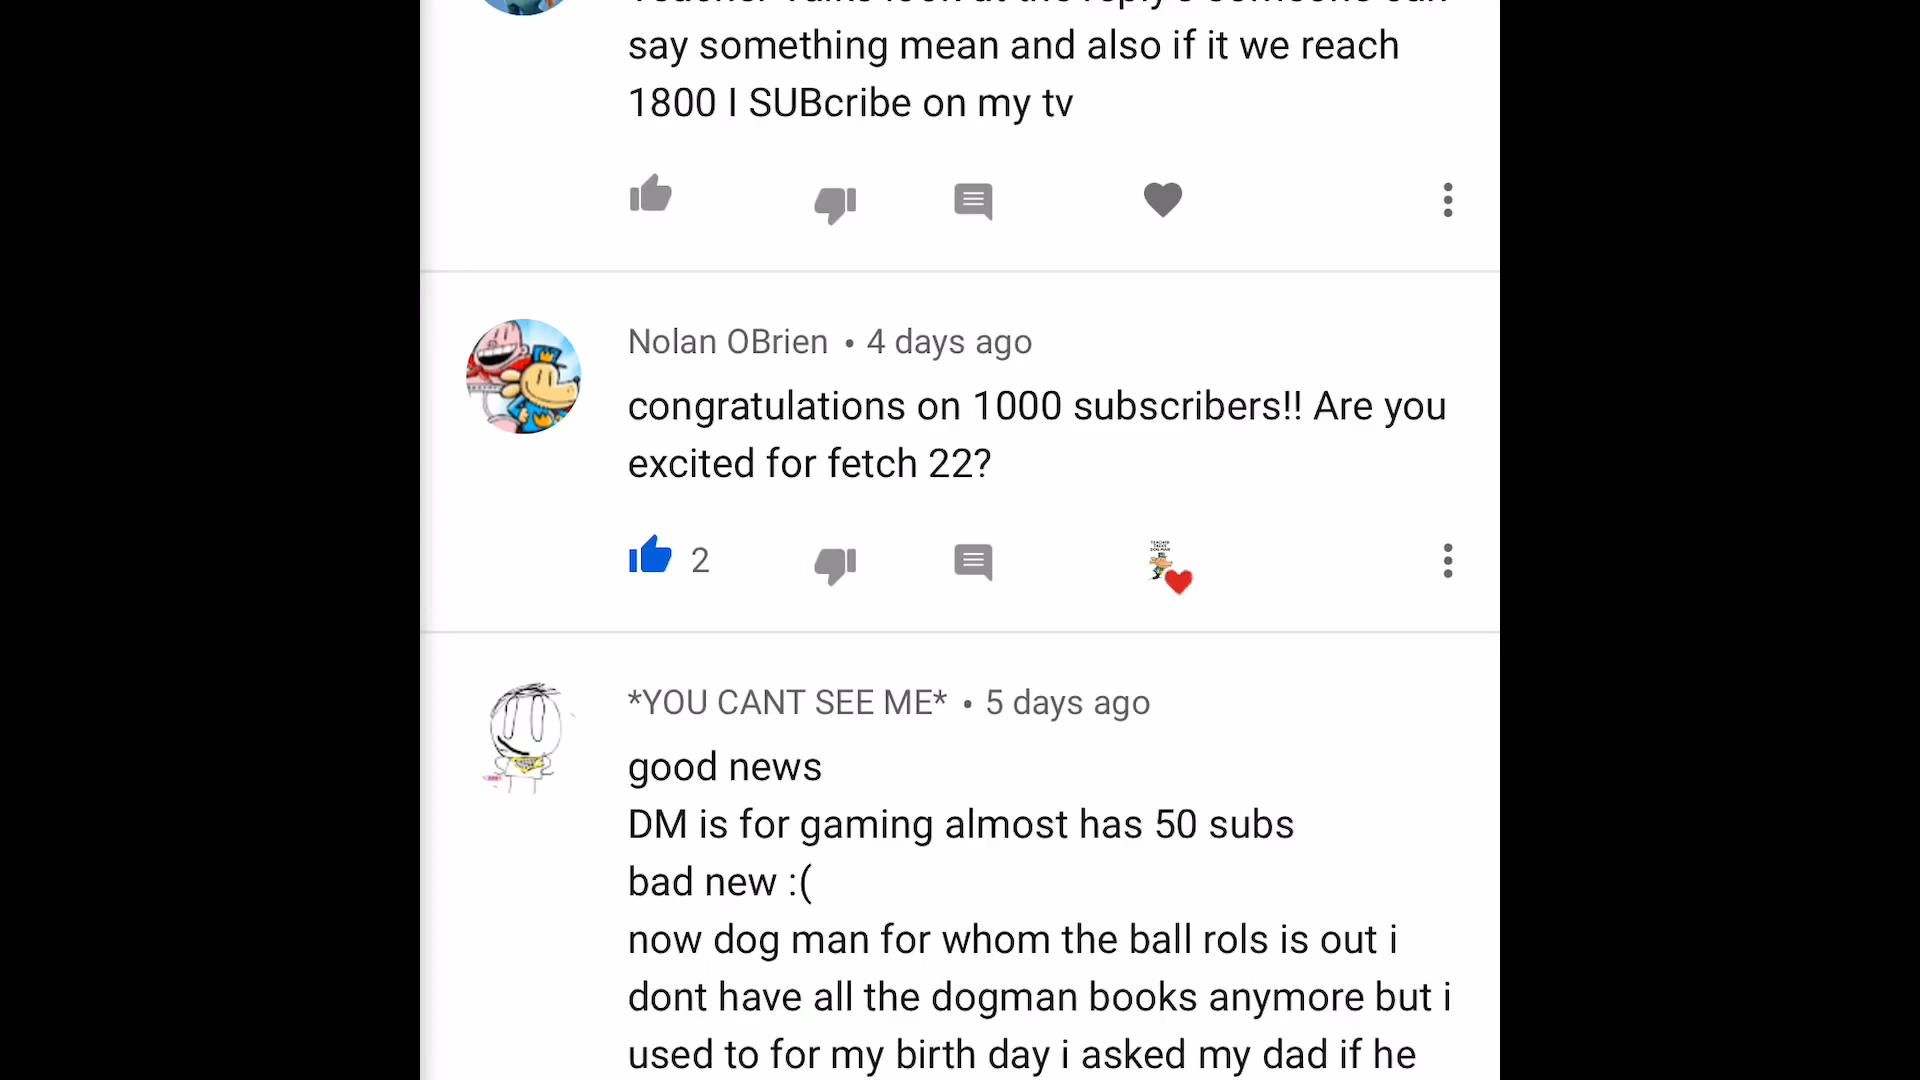 say something mean and also if it we reach
1800 I SUBcribe on my tv
Nolan OBrien • 4 days ago
congratulations on 1000 subscribers!! Are you
excited for fetch 22?
2
*YOU CANT SEE ME* • 5 days ago
good news
DM is for gaming almost has 50 subs
bad new :(
now dog man for whom the ball rols is out i
dont have all the dogman books anymore but i
used to for my birth day i asked my dad if he